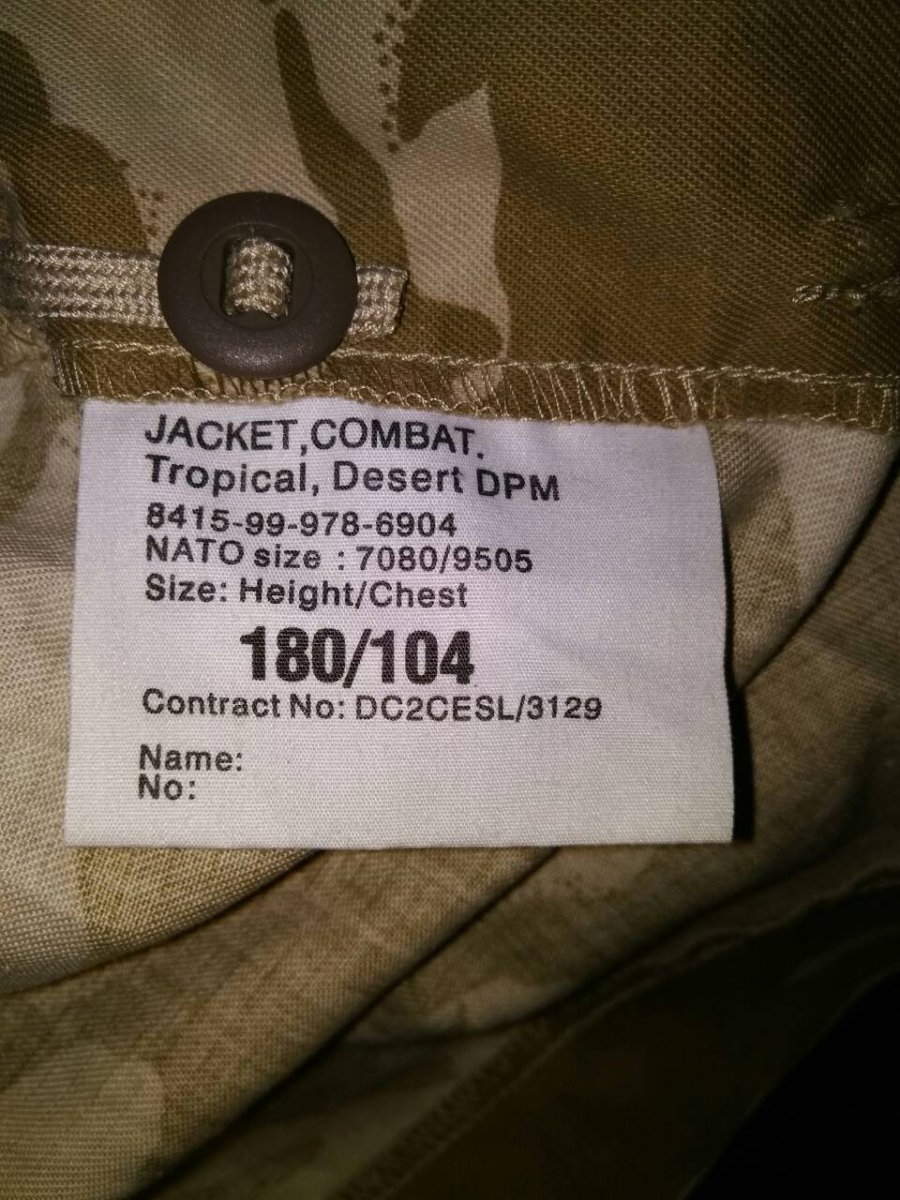 JACKET,COMBAT.
Tropical, Desert DPM
8415-99-978-6904
NATO size : 7080/9505
Size: Height/Chest
180/104
Contract No: DC2CESL/3129
Name:
No: